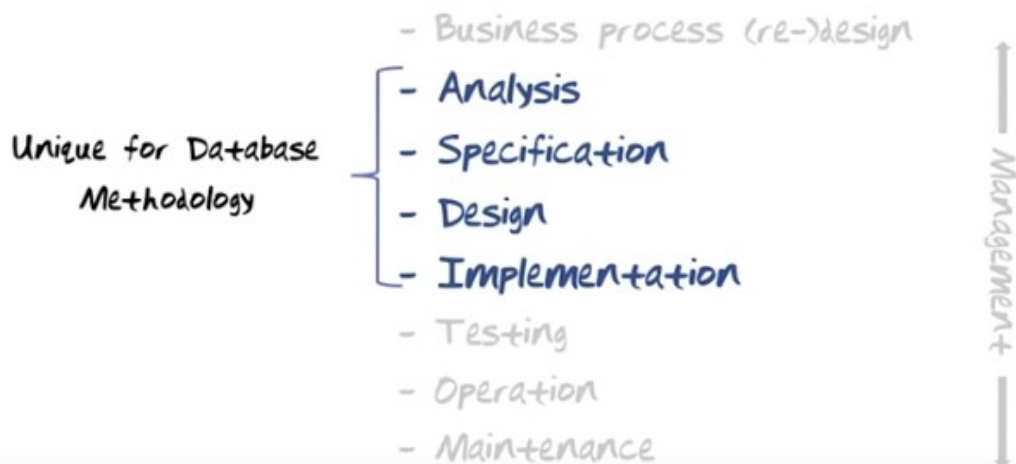 - Business process (re-)design
- Analysis
- Specification
- Design
- Implementation
- Testing
- Operation
- Maintenance
Unique for Database
Methodology
Management